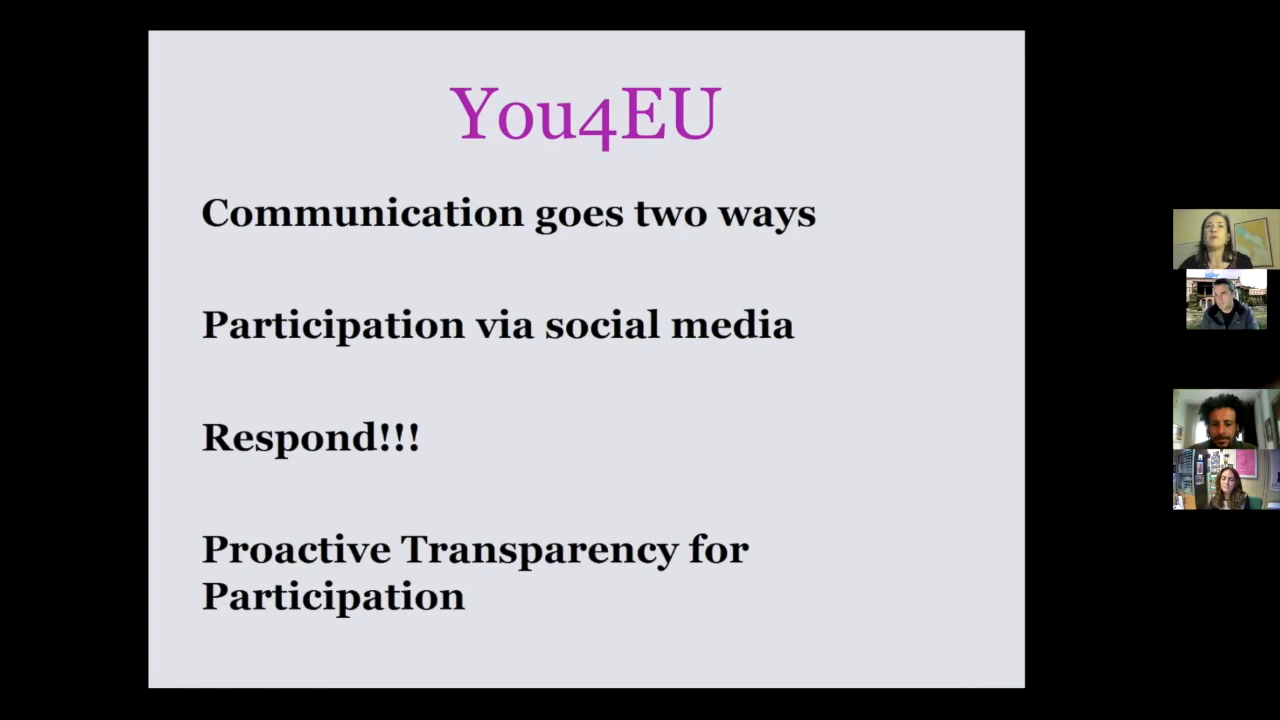 You4EU
Communication goes two ways
Participation via social media
Respond!!!
Proactive Transparency for
Participation